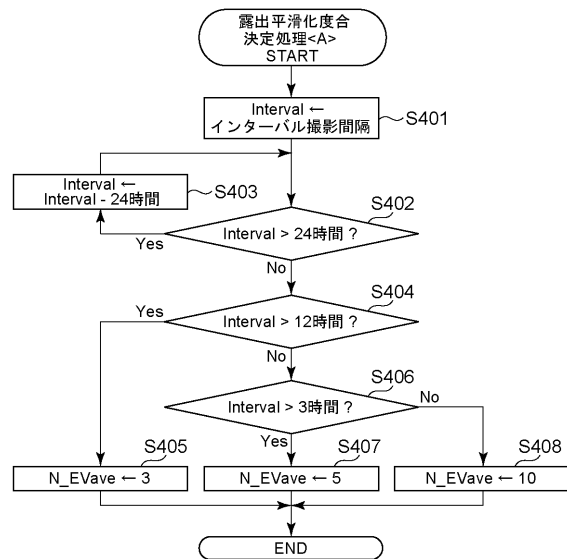 露出平滑化度合
決定処理<A>
START
Interval ←
インターバル撮影間隔
S401
Interval ←
Interval - 24時間
S403
S402
Interval > 24時間 ?
Yes
No
S404
Interval > 12時間 ?
Yes
No
S406
Interval > 3時間 ?
No
Yes
S405
N_EVave ← 3
S407
N_EVave ← 5
S408
N_EVave ← 10
END